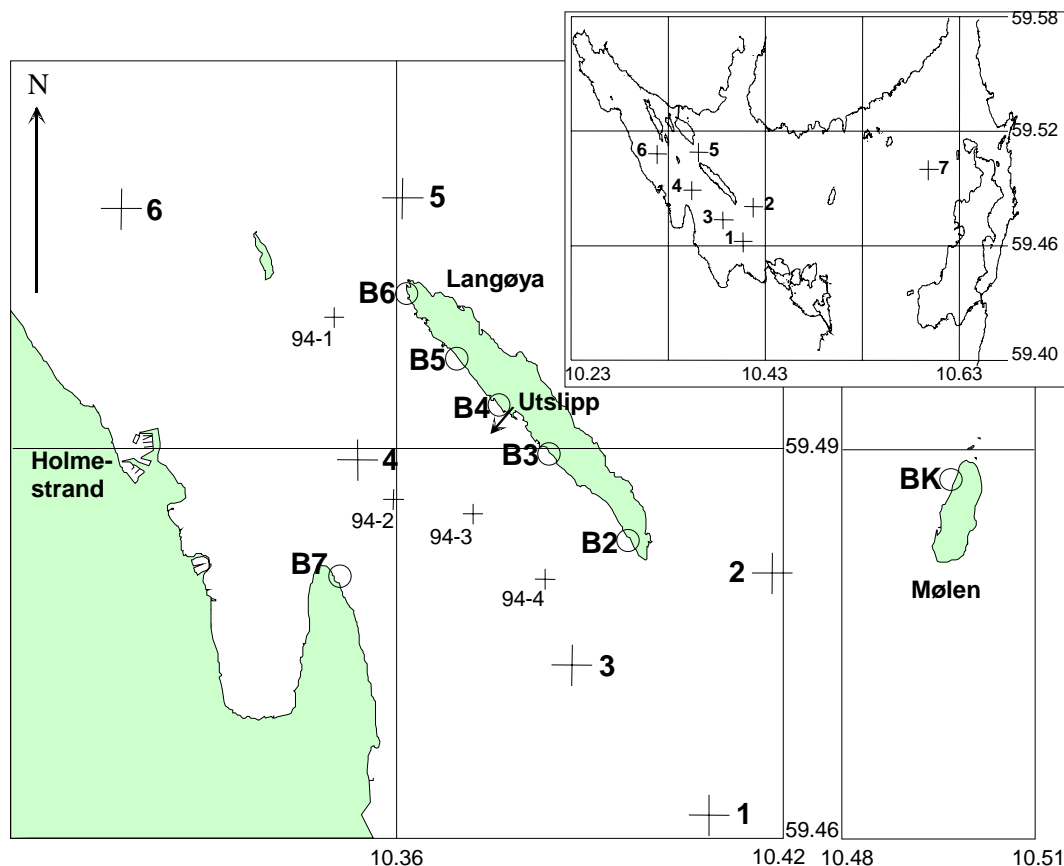 59.58
59.52
6
5
7
4
2
3
1
59.46
59.40
10.23
10.43
10.63
N
6
5
Langøya
B6
94-1
B5
B4
Utslipp
Holme-
strand
4
B3
59.49
BK
94-2
94-3
B2
B7
94-4
2
Mølen
3
1
59.46
10.36
10.42
10.48
10.51